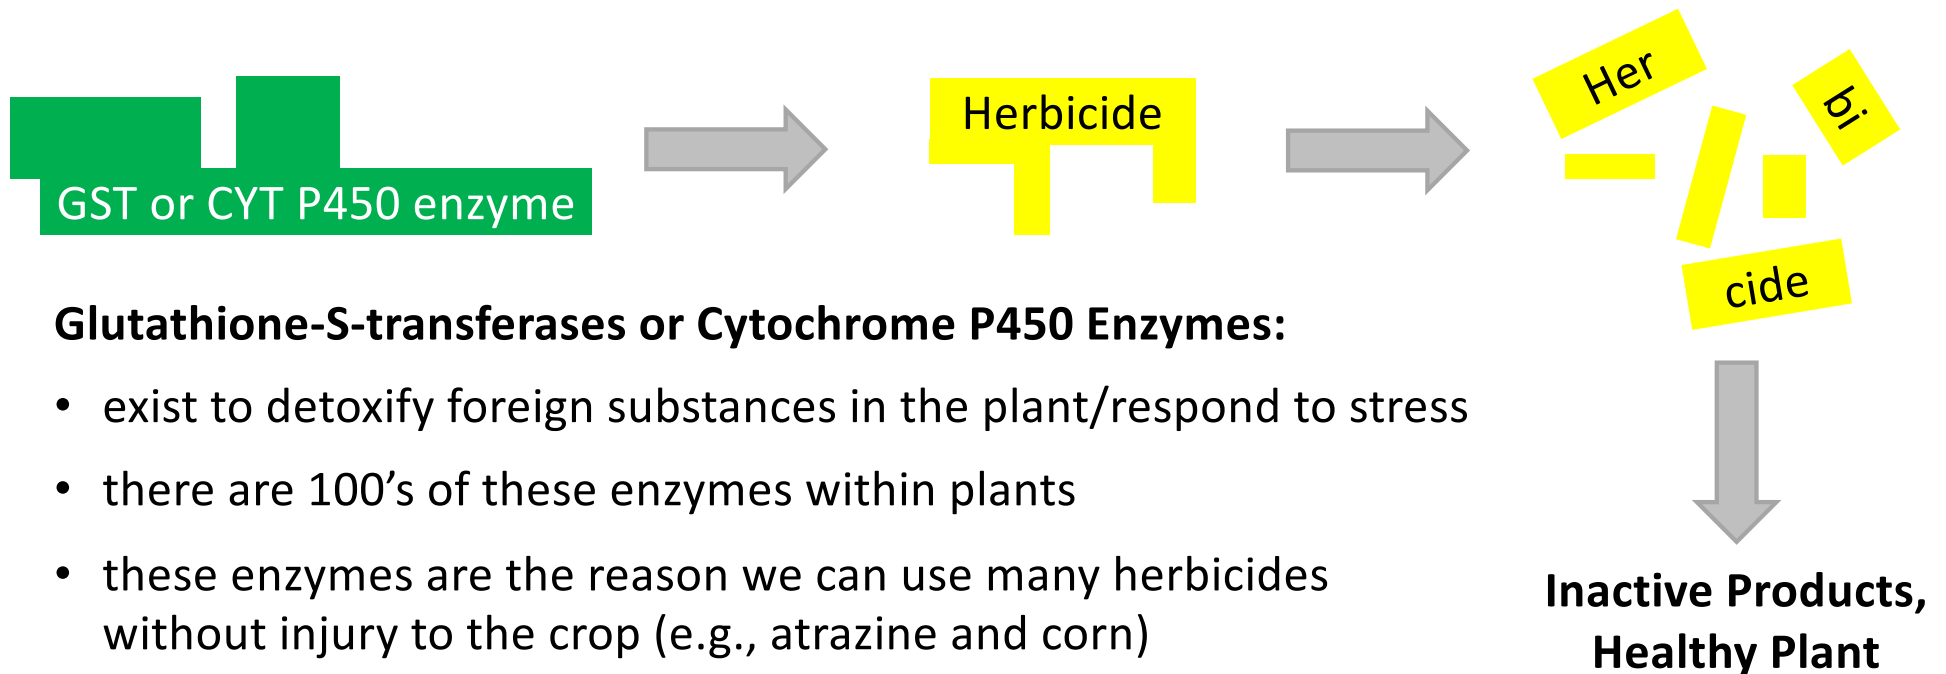 GST or CYT P450 enzyme
Herbicide
Her
bi
cide
Glutathione-S-transferases or Cytochrome P450 Enzymes:
• exist to detoxify foreign substances in the plant/respond to stress
• there are 100’s of these enzymes within plants
• these enzymes are the reason we can use many herbicides
without injury to the crop (e.g., atrazine and corn)
Inactive Products,
Healthy Plant